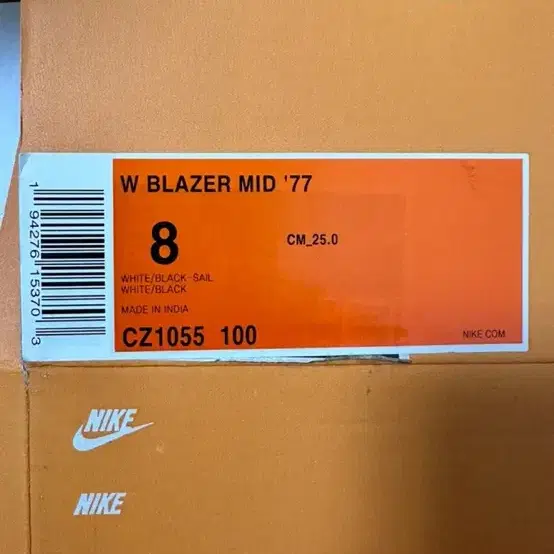 W BLAZER MID '77
8
CM_25.0
WHITE/BLACK-SAIL
WHITE/BLACK
MADE IN INDIA
CZ1055 100
NIKE.COM
1 94276 15370 3
NIKE
NIKE